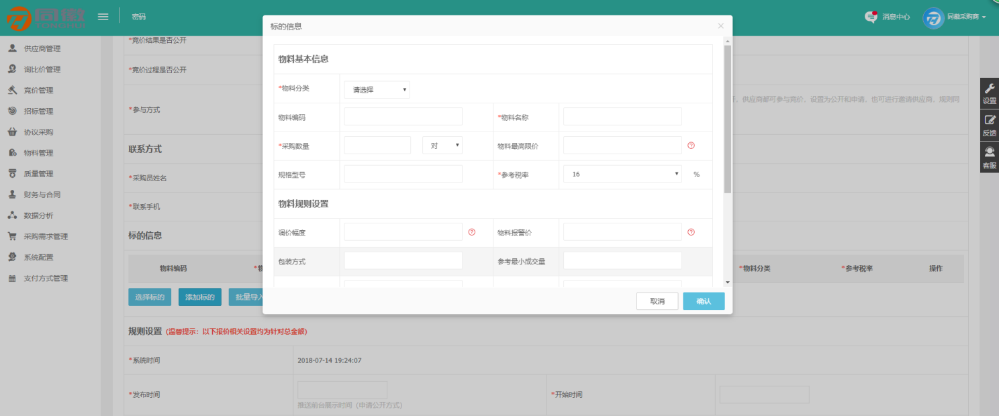 同徽
密码
消息中心
同徽采购商
供应商管理
询比价管理
竞价管理
招标管理
协议采购
物料管理
质量管理
财务与合同
数据分析
采购需求管理
系统配置
支付方式管理
*竞价结果是否公开
*竞价过程是否公开
*参与方式
开，供应商都可参与竞价，设置为公开和申请，也可进行邀请供应商，规则同
联系方式
*采购员姓名
*联系手机
标的信息
物料编码
*物料分类 *参考税率 操作
选择标的 添加标的 批量导入
规则设置 (温馨提示：以下报价相关设置均为针对总金额)
*系统时间 2018-07-14 19:24:07
*发布时间 *开始时间
推送前台展示时间（申请公开方式）
标的信息 ×
物料基本信息
*物料分类 请选择
物料编码 *物料名称
*采购数量 对 物料最高限价
规格型号 *参考税率 16 %
物料规则设置
调价幅度 物料报警价
包装方式 参考最小成交量
取消 确认
设置
反馈
客服